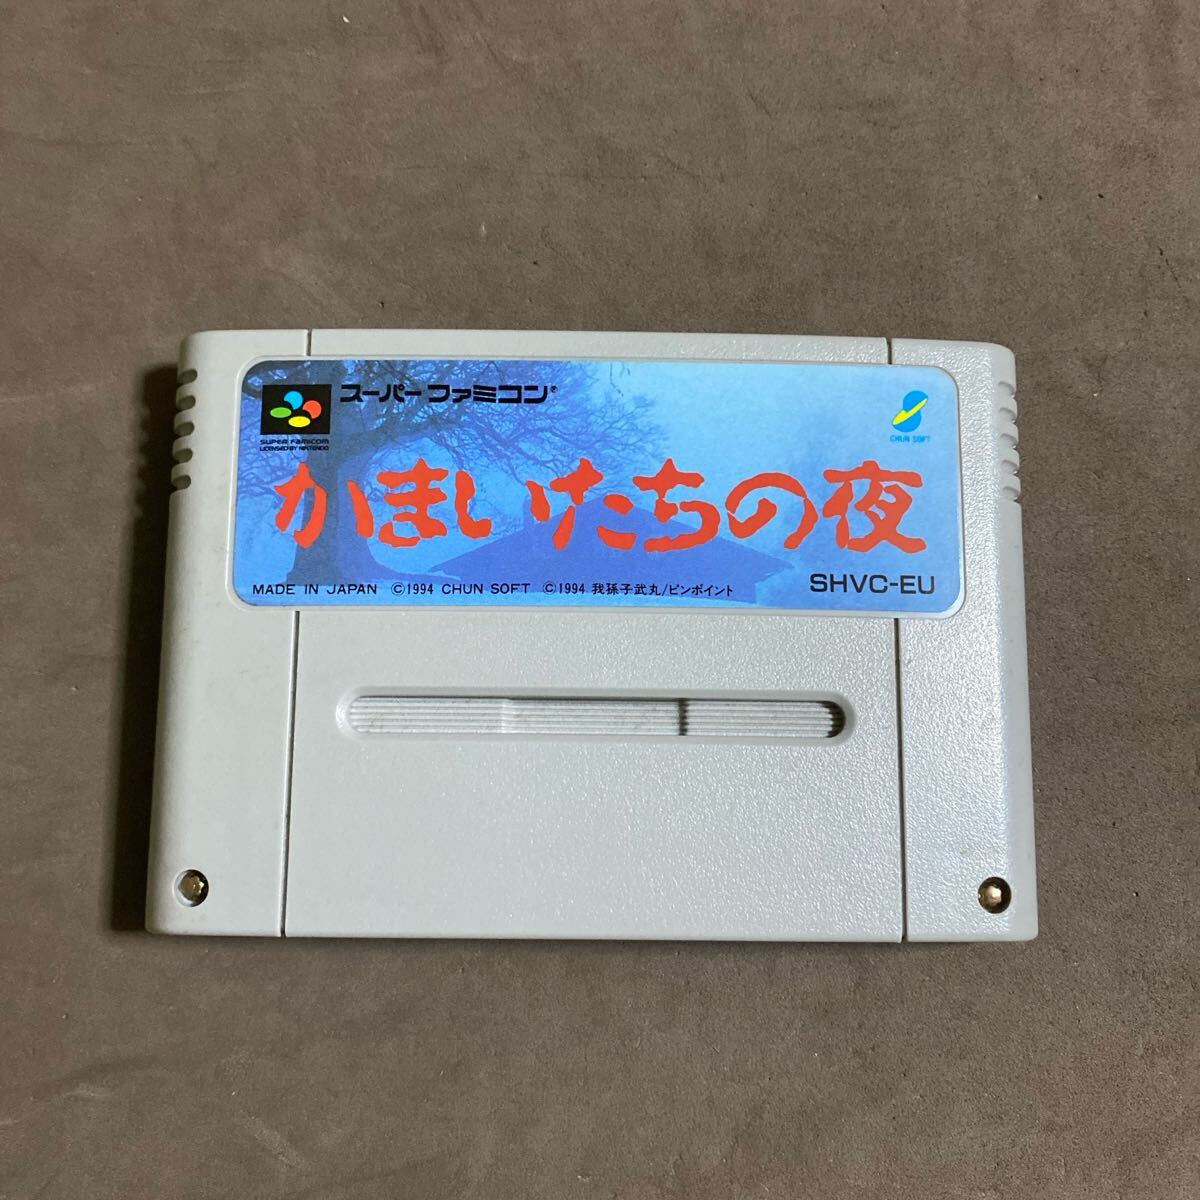 スーパーファミコン®
SUPER FAMICOM
LICENSED BY NINTENDO
CHUN SOFT
かまいたちの夜
MADE IN JAPAN ©1994 CHUN SOFT ©1994 我孫子武丸/ピンポイント
SHVC-EU